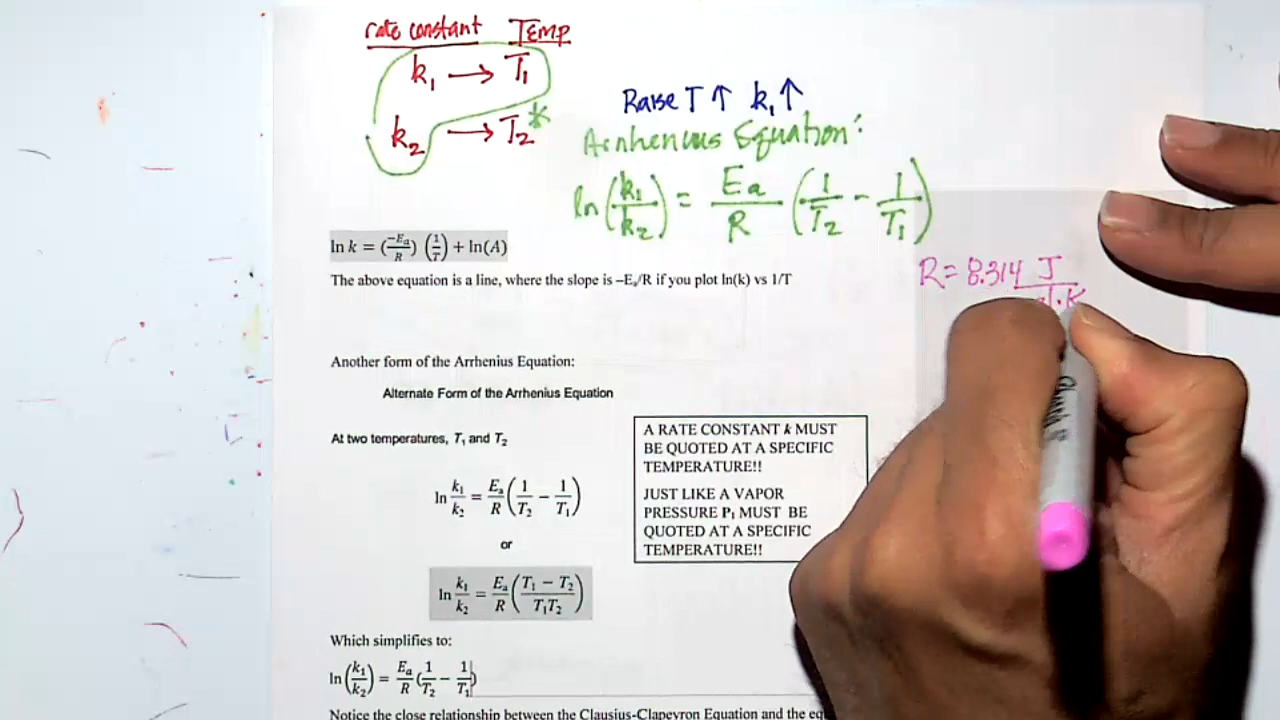 rate constant Temp
k₁ → T₁
k₂ → T₂*
Raise T ↑ k₁ ↑
Arrhenius Equation:
ln(k₁/k₂) = Ea/R (1/T₂ − 1/T₁)
R = 8.314 J
ln k = (−Eₐ/R) (1/T) + ln(A)
The above equation is a line, where the slope is –Eₐ/R if you plot ln(k) vs 1/T
Another form of the Arrhenius Equation:
Alternate Form of the Arrhenius Equation
At two temperatures, T₁ and T₂
ln k₁/k₂ = Eₐ/R (1/T₂ − 1/T₁)
or
ln k₁/k₂ = Eₐ/R (T₁ − T₂/T₁T₂)
A RATE CONSTANT k MUST
BE QUOTED AT A SPECIFIC
TEMPERATURE!!
JUST LIKE A VAPOR
PRESSURE P₁ MUST BE
QUOTED AT A SPECIFIC
TEMPERATURE!!
Which simplifies to:
ln(k₁/k₂) = Eₐ/R (1/T₂ − 1/T₁)
Notice the close relationship between the Clausius-Clapeyron Equation and the